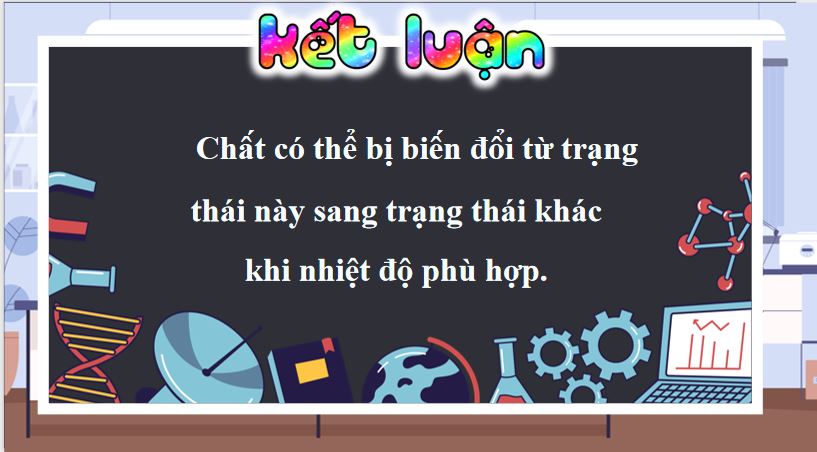 kết luận
Chất có thể bị biến đổi từ trạng
thái này sang trạng thái khác
khi nhiệt độ phù hợp.